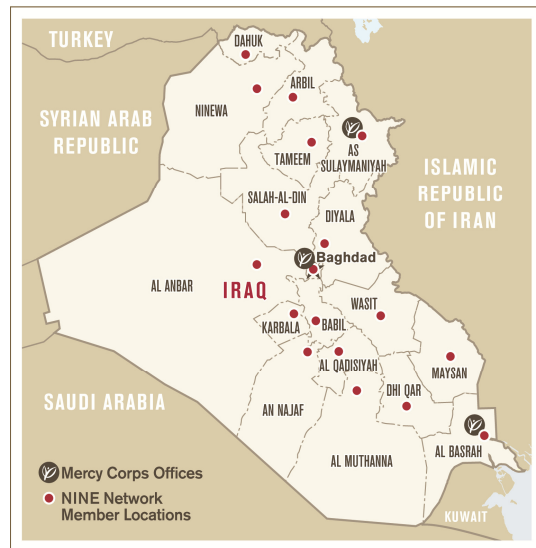 TURKEY
DAHUK
ARBIL
NINEWA
SYRIAN ARAB
REPUBLIC
TAMEEM
AS
SULAYMANIYAH
ISLAMIC
REPUBLIC
OF IRAN
SALAH-AL-DIN
DIYALA
Baghdad
AL ANBAR
IRAQ
WASIT
KARBALA
BABIL
AL QADISIYAH
MAYSAN
SAUDI ARABIA
AN NAJAF
DHI QAR
AL BASRAH
AL MUTHANNA
Mercy Corps Offices
NINE Network
Member Locations
KUWAIT